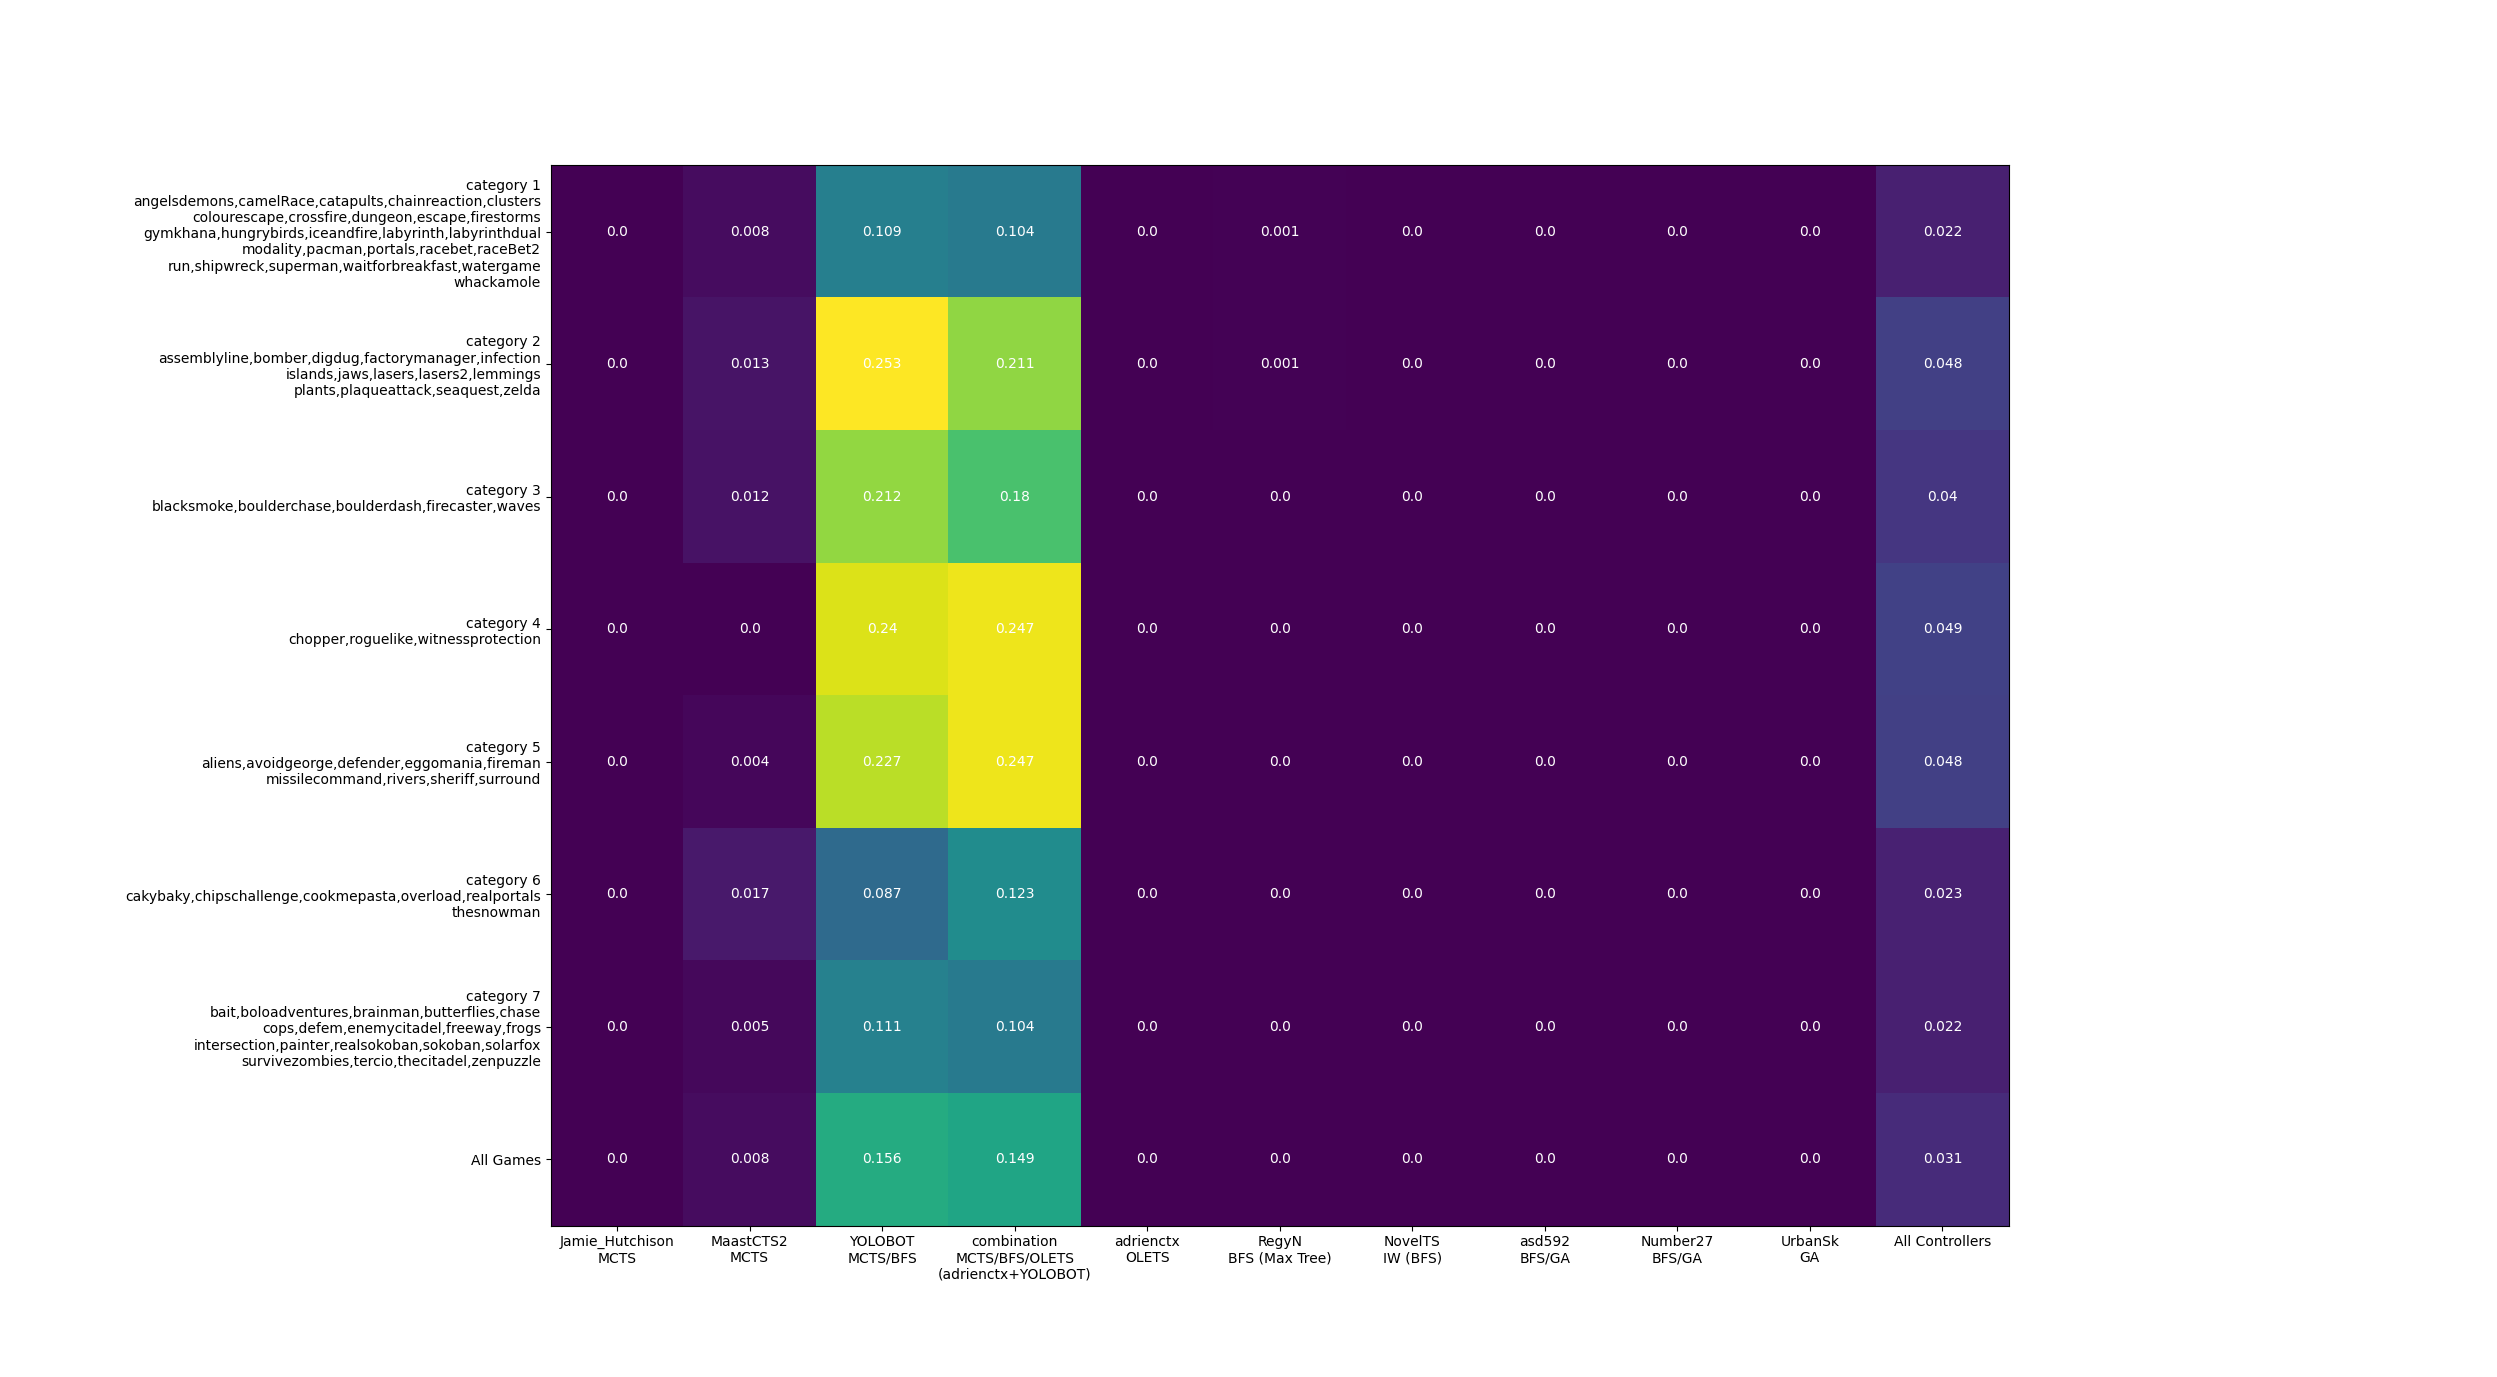 category 1
angelsdemons,camelRace,catapults,chainreaction,clusters
colourescape,crossfire,dungeon,escape,firestorms
gymkhana,hungrybirds,iceandfire,labyrinth,labyrinthdual
modality,pacman,portals,racebet,raceBet2
run,shipwreck,superman,waitforbreakfast,watergame
whackamole
0.0 0.008 0.109 0.104 0.0 0.001 0.0 0.0 0.0 0.0 0.022
category 2
assemblyline,bomber,digdug,factorymanager,infection
islands,jaws,lasers,lasers2,lemmings
plants,plaqueattack,seaquest,zelda
0.0 0.013 0.253 0.211 0.0 0.001 0.0 0.0 0.0 0.0 0.048
category 3
blacksmoke,boulderchase,boulderdash,firecaster,waves
0.0 0.012 0.212 0.18 0.0 0.0 0.0 0.0 0.0 0.0 0.04
category 4
chopper,roguelike,witnessprotection
0.0 0.0 0.24 0.247 0.0 0.0 0.0 0.0 0.0 0.0 0.049
category 5
aliens,avoidgeorge,defender,eggomania,fireman
missilecommand,rivers,sheriff,surround
0.0 0.004 0.227 0.247 0.0 0.0 0.0 0.0 0.0 0.0 0.048
category 6
cakybaky,chipschallenge,cookmepasta,overload,realportals
thesnowman
0.0 0.017 0.087 0.123 0.0 0.0 0.0 0.0 0.0 0.0 0.023
category 7
bait,boloadventures,brainman,butterflies,chase
cops,defem,enemycitadel,freeway,frogs
intersection,painter,realsokoban,sokoban,solarfox
survivezombies,tercio,thecitadel,zenpuzzle
0.0 0.005 0.111 0.104 0.0 0.0 0.0 0.0 0.0 0.0 0.022
All Games
0.0 0.008 0.156 0.149 0.0 0.0 0.0 0.0 0.0 0.0 0.031
Jamie_Hutchison MaastCTS2 YOLOBOT combination adrienctx RegyN NovelTS asd592 Number27 UrbanSk All Controllers
MCTS MCTS MCTS/BFS MCTS/BFS/OLETS OLETS BFS (Max Tree) IW (BFS) BFS/GA BFS/GA GA
(adrienctx+YOLOBOT)